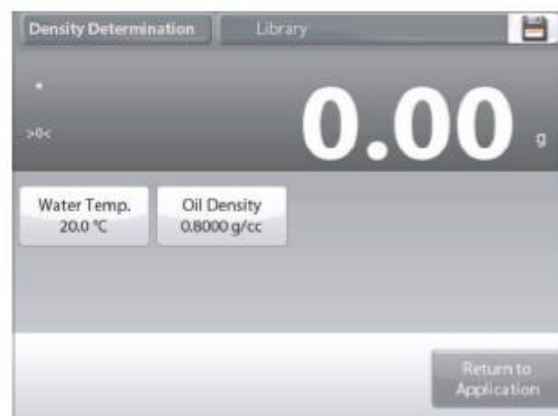 Density Determination
Library
*
>0<
0.00 g
Water Temp.
20.0 °C
Oil Density
0.8000 g/cc
Return to
Application